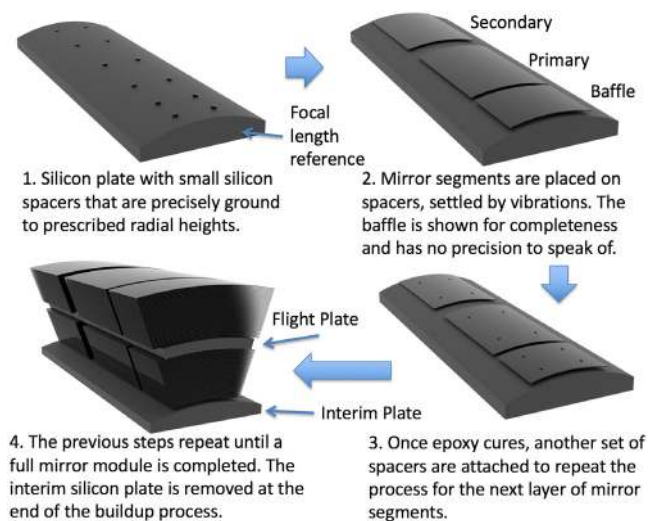 Focal
length
reference
1. Silicon plate with small silicon
spacers that are precisely ground
to prescribed radial heights.
Secondary
Primary
Baffle
2. Mirror segments are placed on
spacers, settled by vibrations. The
baffle is shown for completeness
and has no precision to speak of.
3. Once epoxy cures, another set of
spacers are attached to repeat the
process for the next layer of mirror
segments.
Flight Plate
Interim Plate
4. The previous steps repeat until a
full mirror module is completed. The
interim silicon plate is removed at the
end of the buildup process.